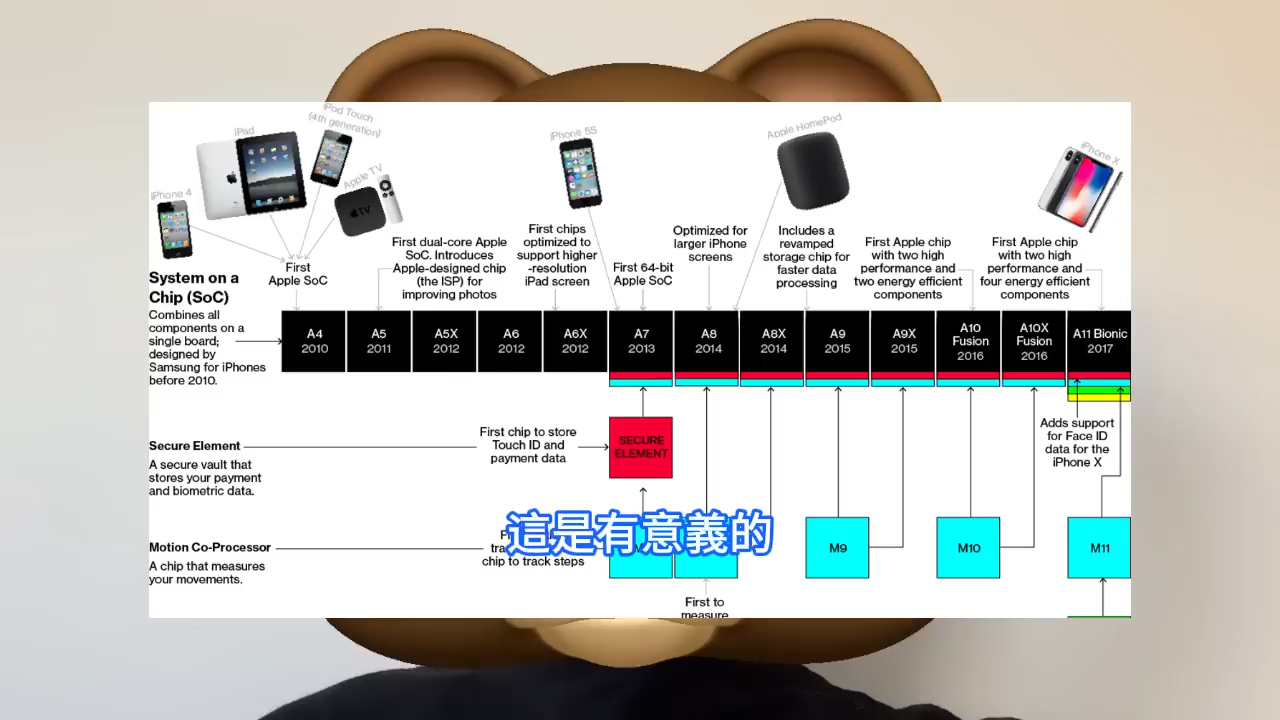 iPod Touch
(4th generation)
iPad
Apple TV
iPhone 4
iPhone 5S
Apple HomePod
iPhone X
tv
First
Apple SoC
First dual-core Apple
SoC. Introduces
Apple-designed chip
(the ISP) for
improving photos
First chips
optimized to
support higher
-resolution
iPad screen
First 64-bit
Apple SoC
Optimized for
larger iPhone
screens
Includes a
revamped
storage chip for
faster data
processing
First Apple chip
with two high
performance and
two energy efficient
components
First Apple chip
with two high
performance and
four energy efficient
components
System on a
Chip (SoC)
Combines all
components on a
single board;
designed by
Samsung for iPhones
before 2010.
A4
2010
A5
2011
A5X
2012
A6
2012
A6X
2012
A7
2013
A8
2014
A8X
2014
A9
2015
A9X
2015
A10
Fusion
2016
A10X
Fusion
2016
A11 Bionic
2017
Secure Element
A secure vault that
stores your payment
and biometric data.
First chip to store
Touch ID and
payment data
SECURE
ELEMENT
Adds support
for Face ID
data for the
iPhone X
Motion Co-Processor
A chip that measures
your movements.
chip to track steps
這是有意義的
M9
M10
M11
First to
measure